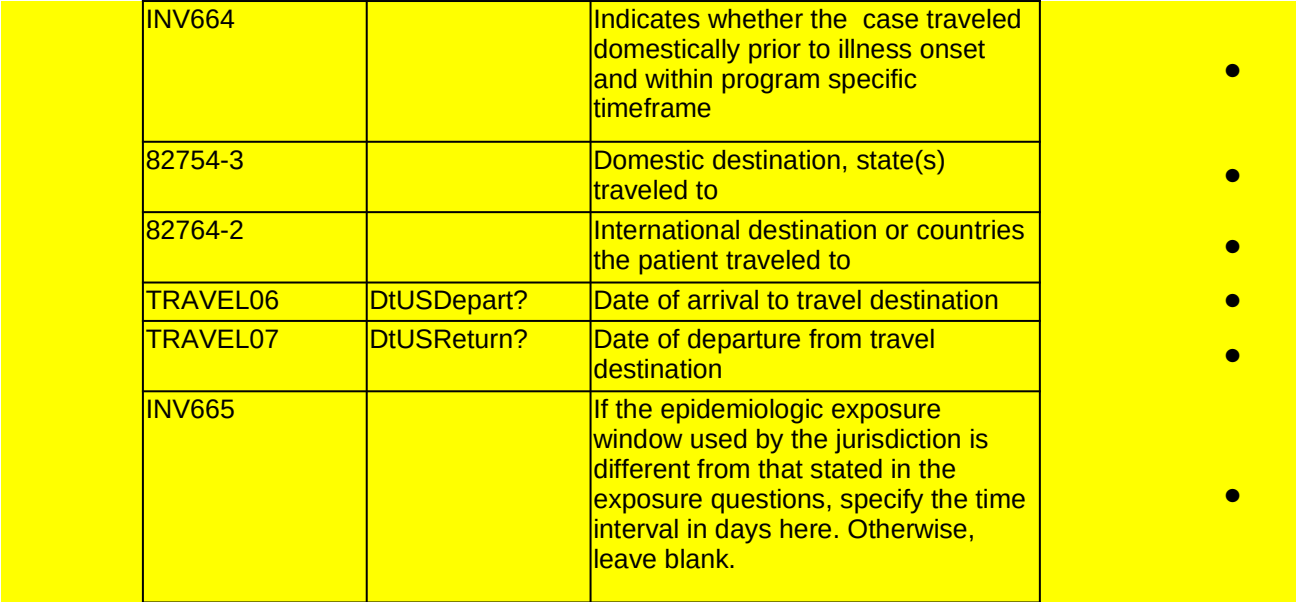 INV664 Indicates whether the  case traveled
domestically prior to illness onset
and within program specific
timeframe
●
82754-3 Domestic destination, state(s)
traveled to
●
82764-2 International destination or countries
the patient traveled to
●
TRAVEL06 DtUSDepart? Date of arrival to travel destination ●
TRAVEL07 DtUSReturn? Date of departure from travel
destination
●
INV665 If the epidemiologic exposure
window used by the jurisdiction is
different from that stated in the
exposure questions, specify the time
interval in days here. Otherwise,
leave blank.
●